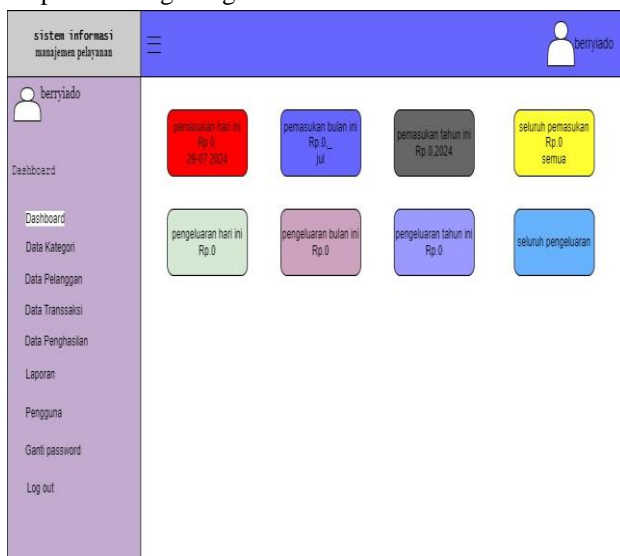 sistem informasi
manajemen pelayanan
berryiado
berryiado
Dashboard
Dashboard
Data Kategori
Data Pelanggan
Data Transsaksi
Data Penghasilan
Laporan
Pengguna
Ganti password
Log out
pemasukan hari ini
Rp.0,
29-07 2024
pemasukan bulan ini
Rp.0,_
jul
pemasukan tahun ini
Rp.0,2024
seluruh pemasukan
Rp.0
semua
pengeluaran hari ini
Rp.0
pengeluaran bulan ini
Rp.0
pengeluaran tahun ini
Rp.0
seluruh pengeluaran